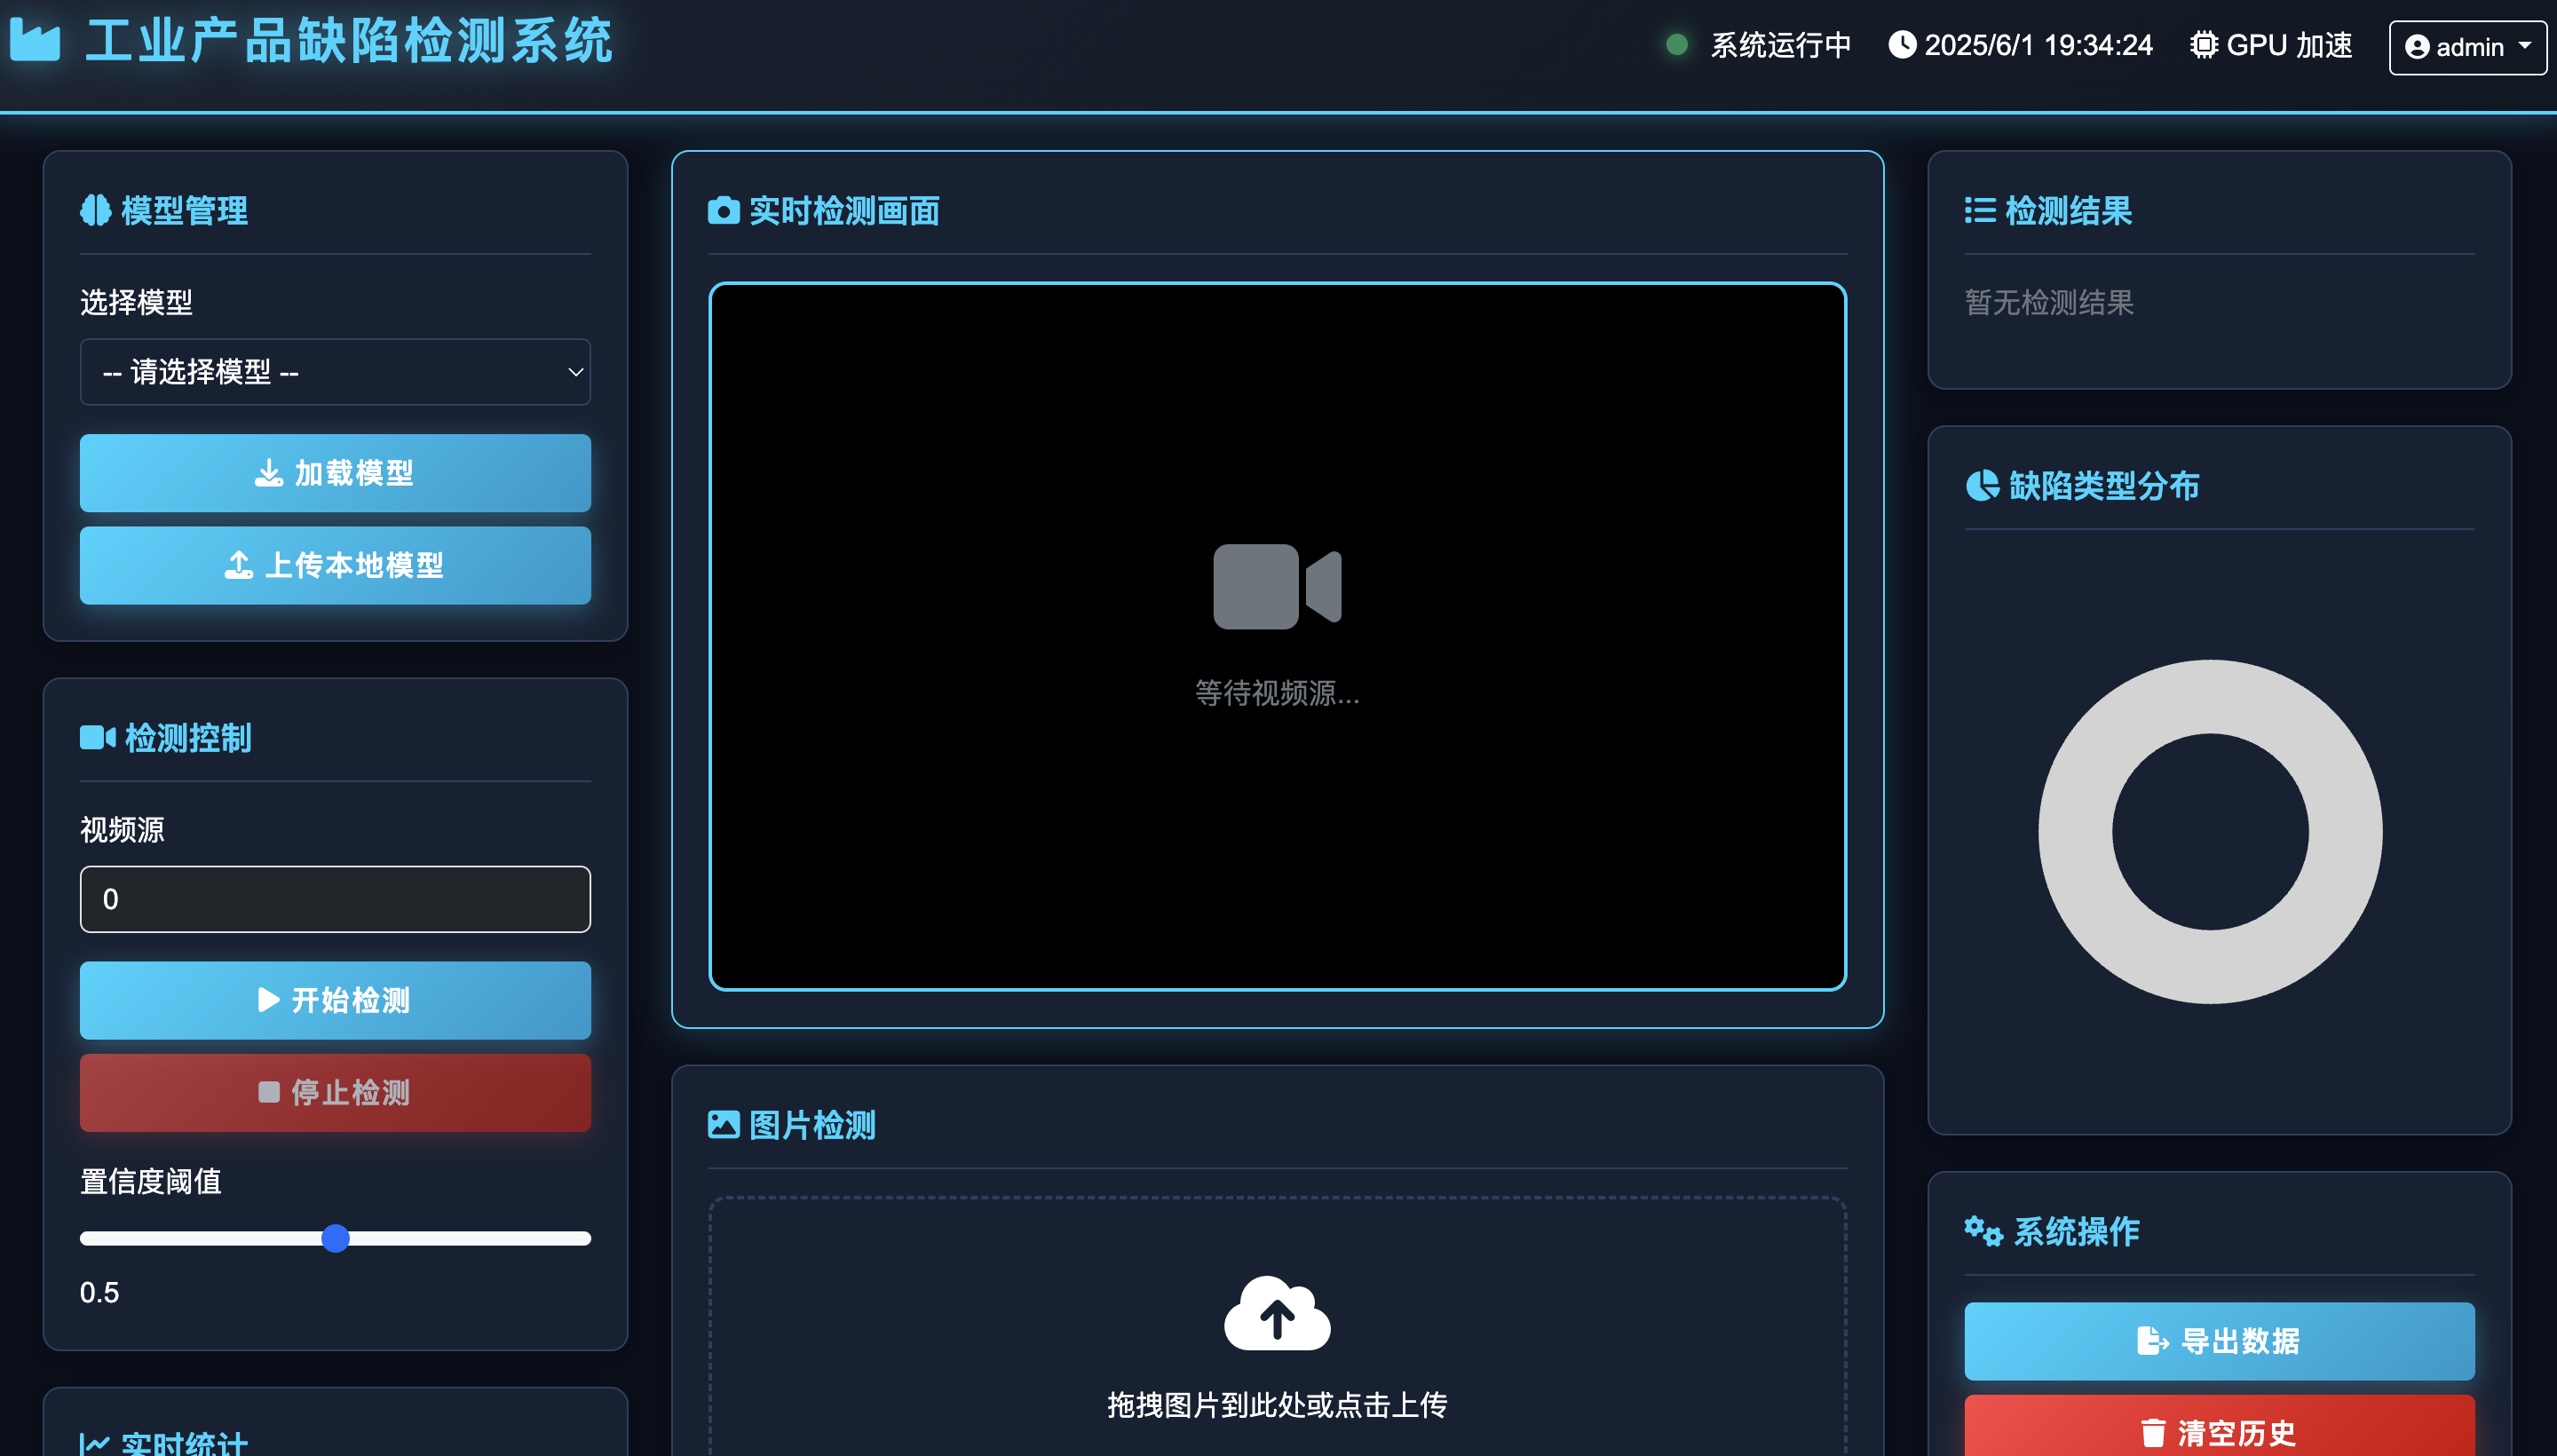 工业产品缺陷检测系统
系统运行中
2025/6/1 19:34:24
GPU 加速
admin
模型管理
选择模型
-- 请选择模型 --
加载模型
上传本地模型
检测控制
视频源
0
开始检测
停止检测
置信度阈值
0.5
实时统计
实时检测画面
等待视频源...
图片检测
拖拽图片到此处或点击上传
检测结果
暂无检测结果
缺陷类型分布
系统操作
导出数据
清空历史